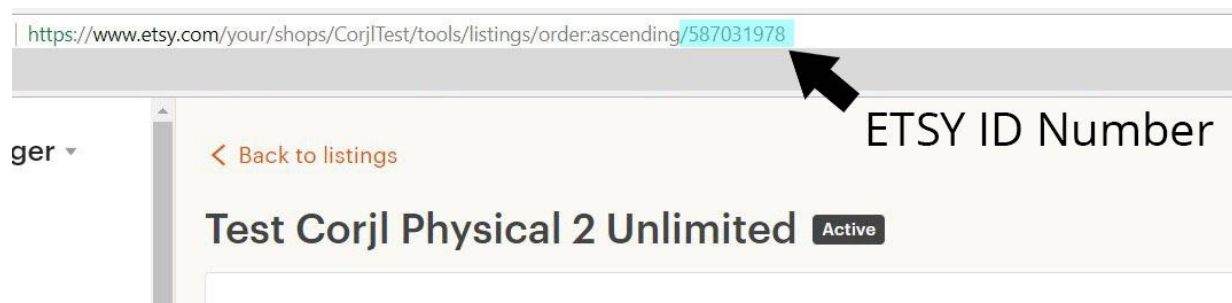 https://www.etsy.com/your/shops/CorjlTest/tools/listings/order:ascending/587031978
ETSY ID Number
ger
Back to listings
Test Corjl Physical 2 Unlimited Active